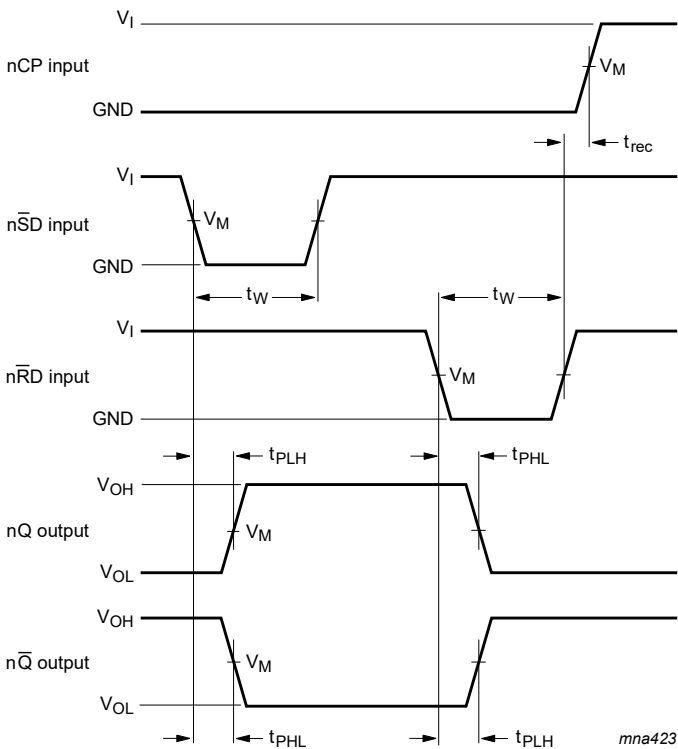 V_I
nCP input
V_M
GND
t_rec
V_I
nS̅D input
V_M
GND
t_W t_W
V_I
nR̅D input
V_M
GND
t_PLH t_PHL
V_OH
nQ output
V_M
V_OL
V_OH
nQ̅ output
V_M
V_OL
t_PHL t_PLH
mna423